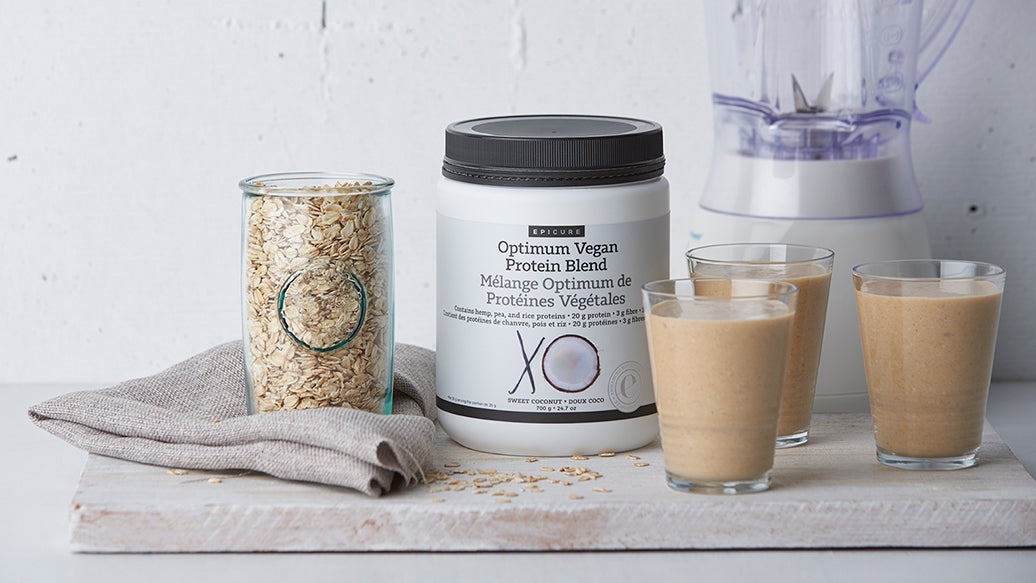 EPICURE
Optimum Vegan
Protein Blend
Mélange Optimum de
Protéines Végétales
Contains hemp, pea, and rice proteins • 20 g protein • 3 g fibre •
Contient des protéines de chanvre, pois et riz • 20 g protéines • 3 g fibres
SWEET COCONUT • DOUX COCO
700 g • 24.7 oz
e